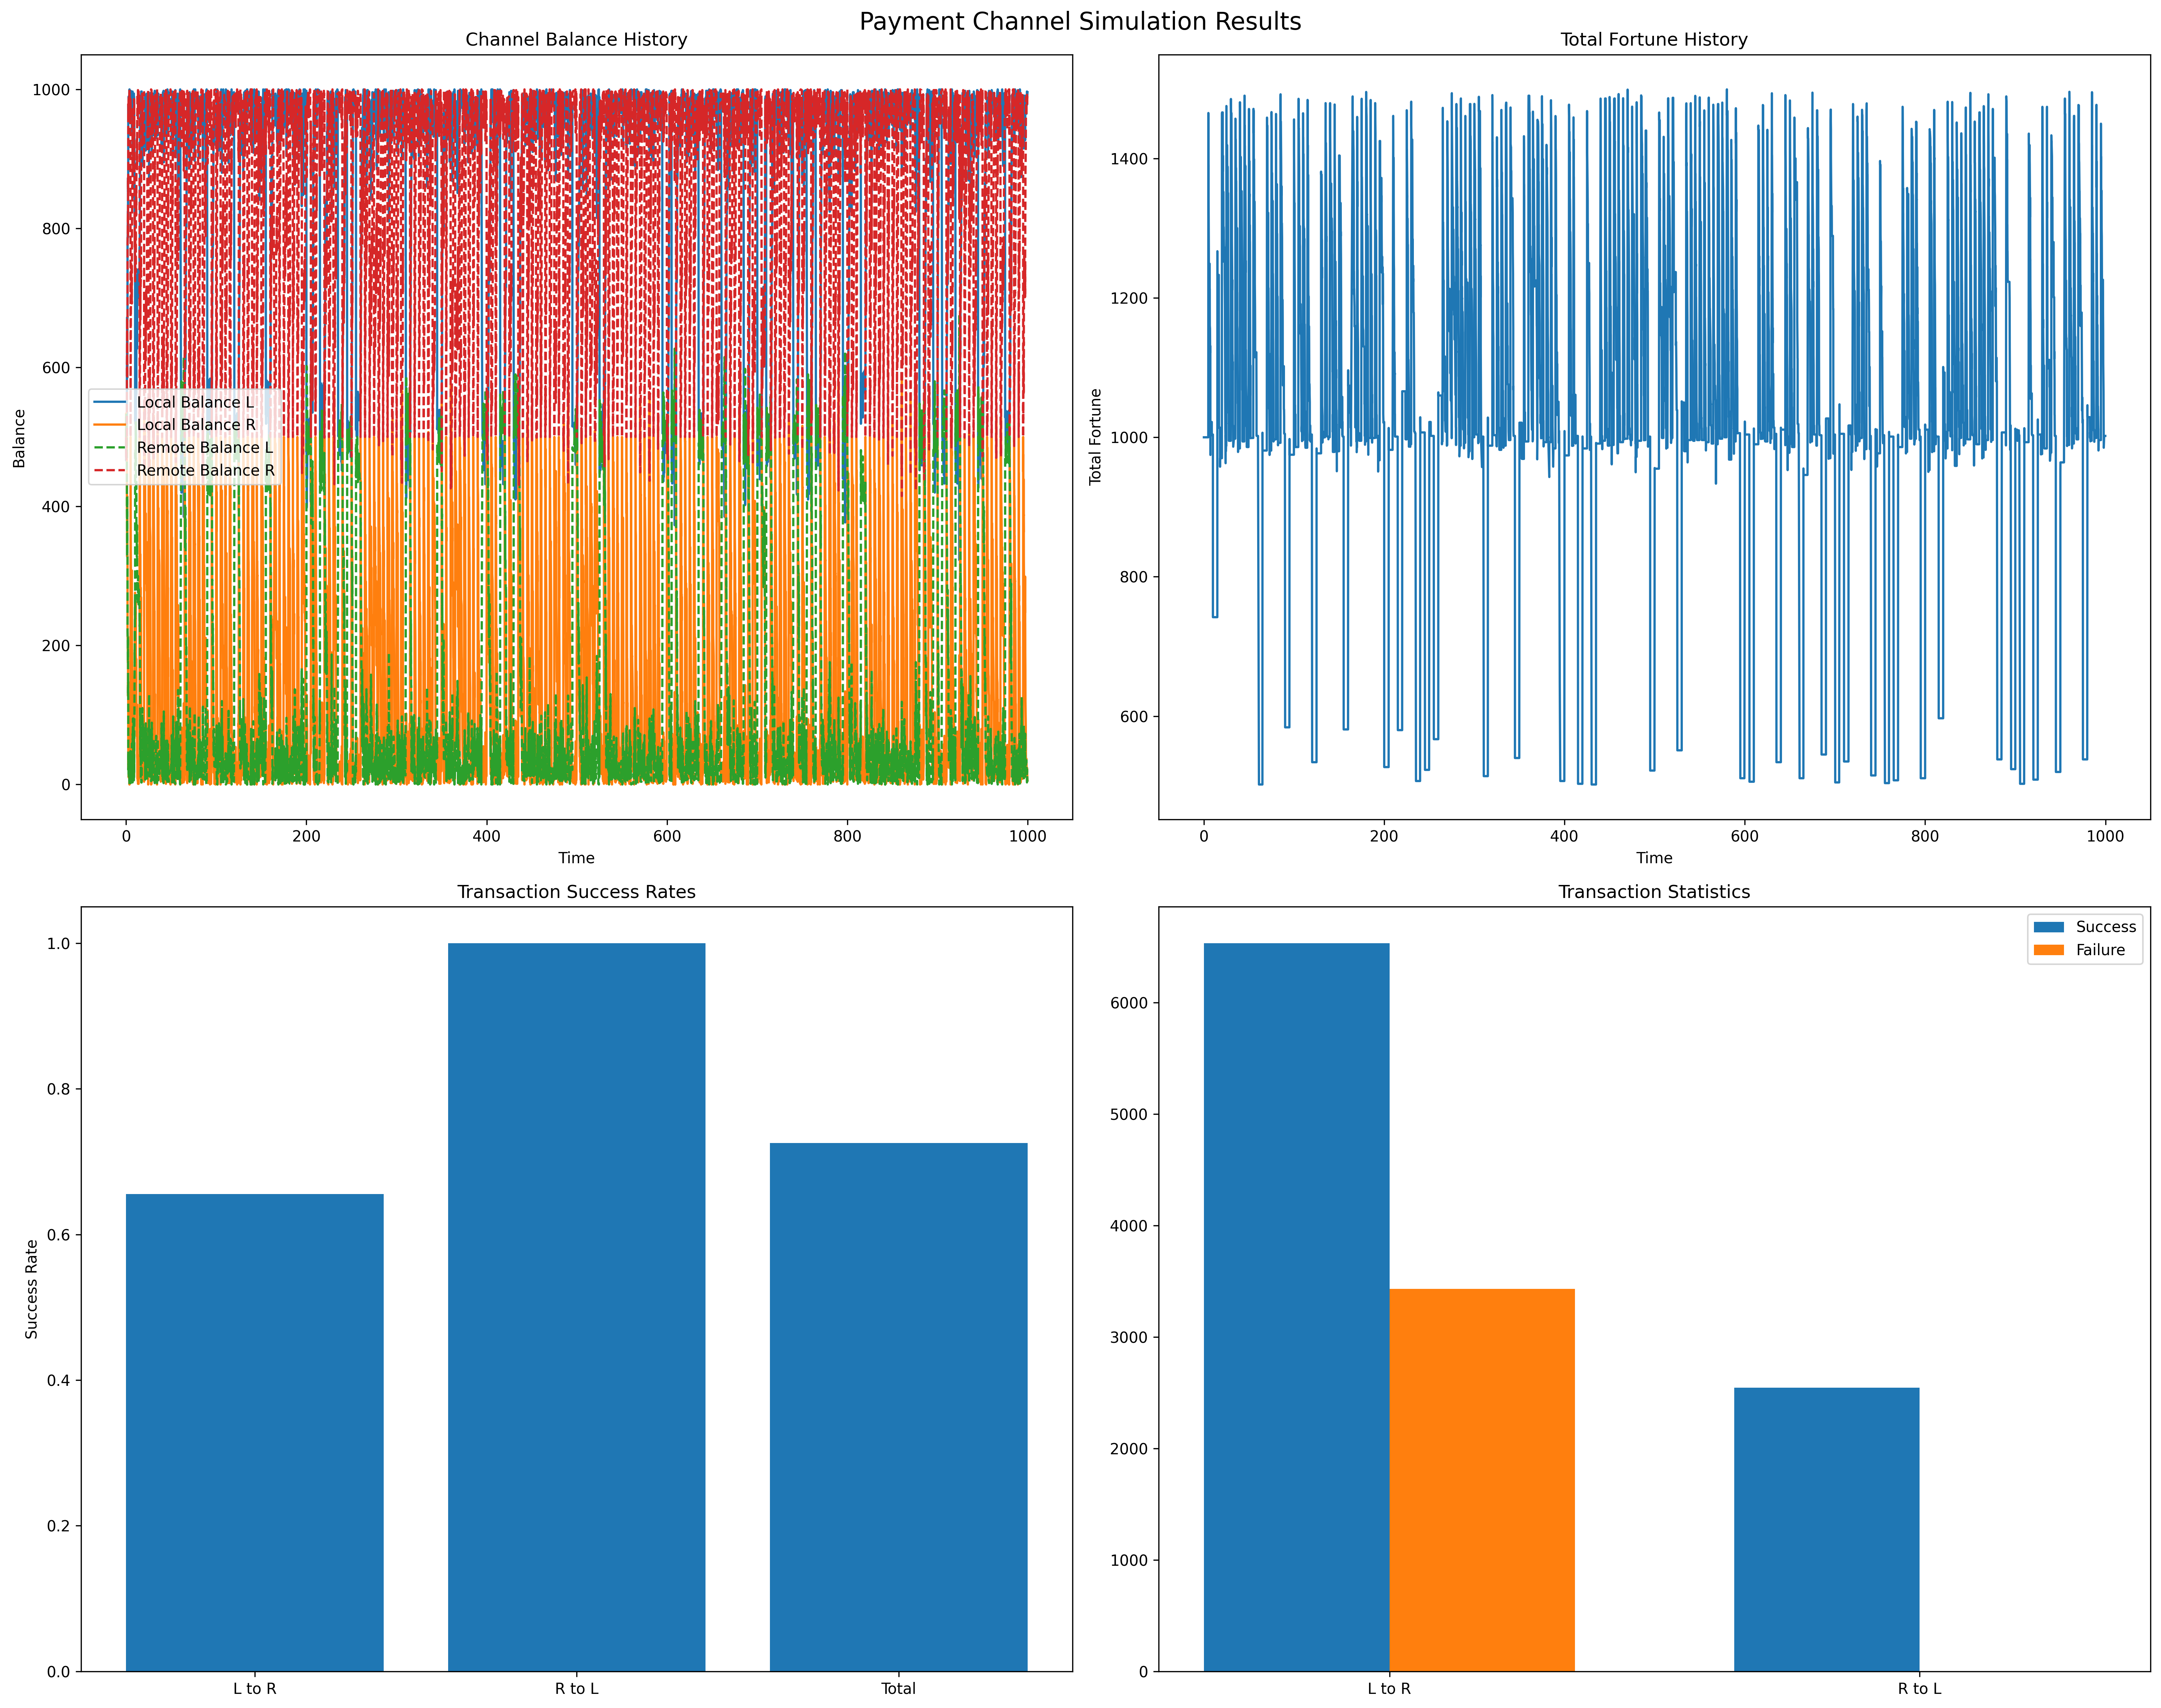 Payment Channel Simulation Results
Channel Balance History
Balance
1000
800
600
400
200
0
Local Balance L
Local Balance R
Remote Balance L
Remote Balance R
0 200 400 600 800 1000
Time
Total Fortune History
Total Fortune
1400
1200
1000
800
600
0 200 400 600 800 1000
Time
Transaction Success Rates
Success Rate
1.0
0.8
0.6
0.4
0.2
0.0
L to R R to L Total
Transaction Statistics
Success
Failure
6000
5000
4000
3000
2000
1000
0
L to R R to L